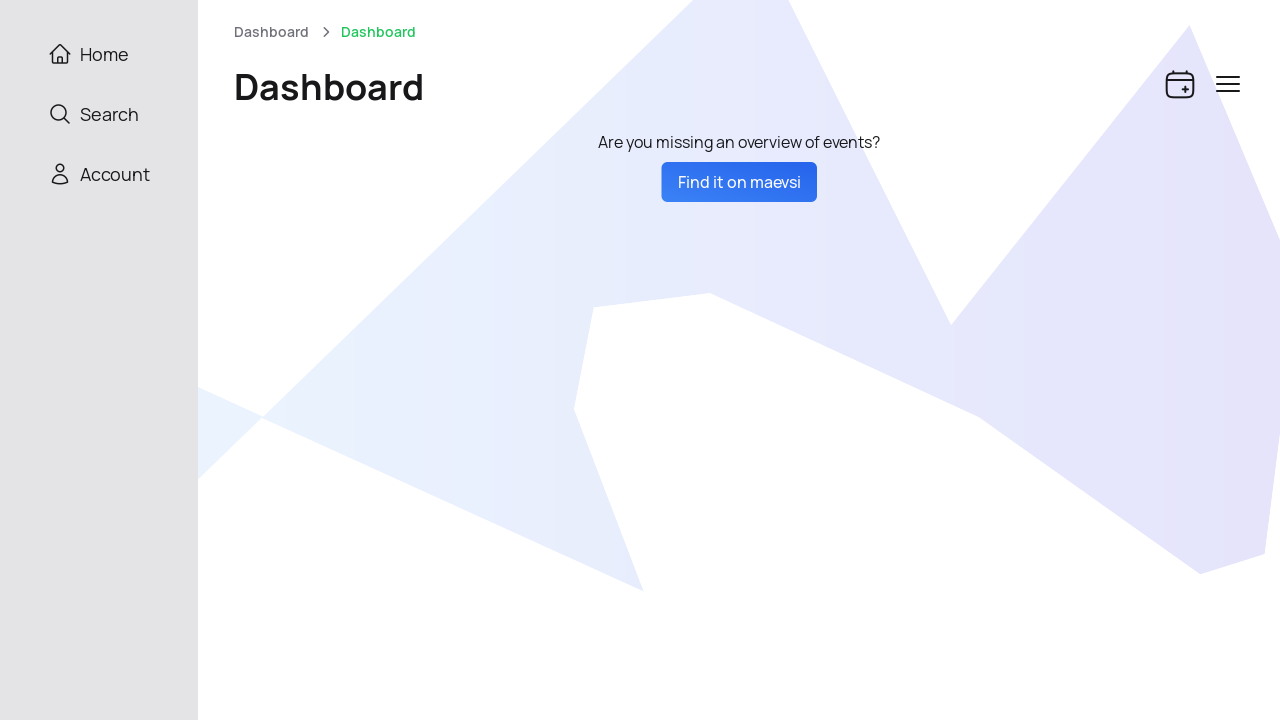 Home
Search
Account
Dashboard
Dashboard
Dashboard
Are you missing an overview of events?
Find it on maevsi